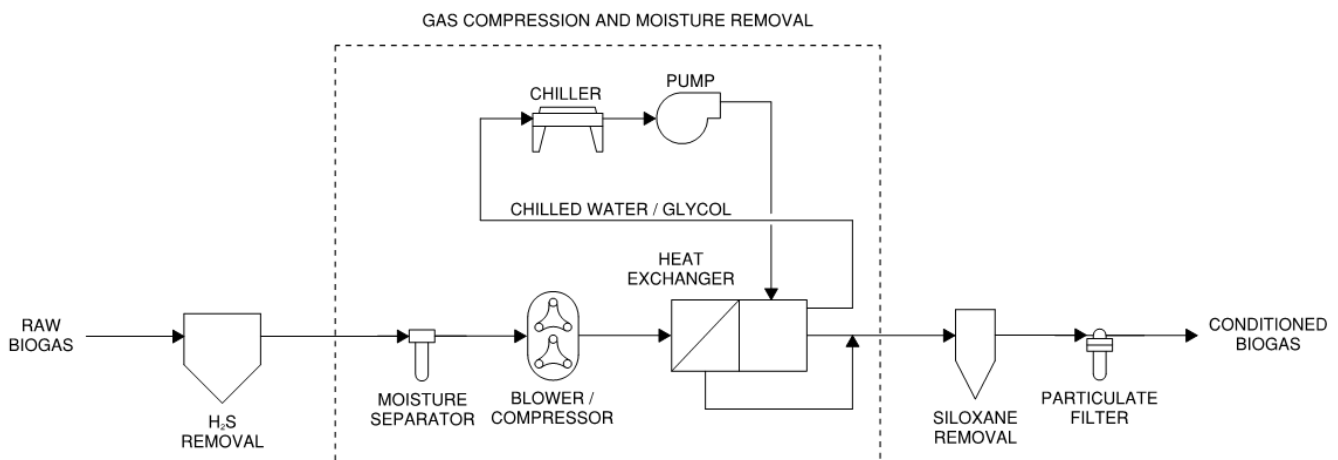 GAS COMPRESSION AND MOISTURE REMOVAL
CHILLER
PUMP
CHILLED WATER / GLYCOL
HEAT
EXCHANGER
RAW
BIOGAS
H₂S
REMOVAL
MOISTURE
SEPARATOR
BLOWER /
COMPRESSOR
SILOXANE
REMOVAL
PARTICULATE
FILTER
CONDITIONED
BIOGAS